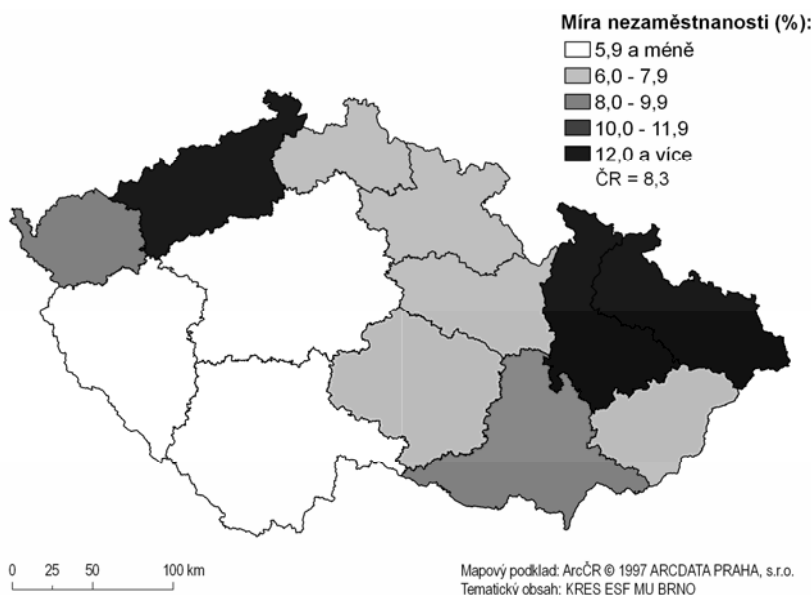 Míra nezaměstnanosti (%):
5,9 a méně
6,0 - 7,9
8,0 - 9,9
10,0 - 11,9
12,0 a více
ČR = 8,3
0 25 50 100 km
Mapový podklad: ArcČR © 1997 ARCDATA PRAHA, s.r.o.
Tematický obsah: KRES ESF MU BRNO